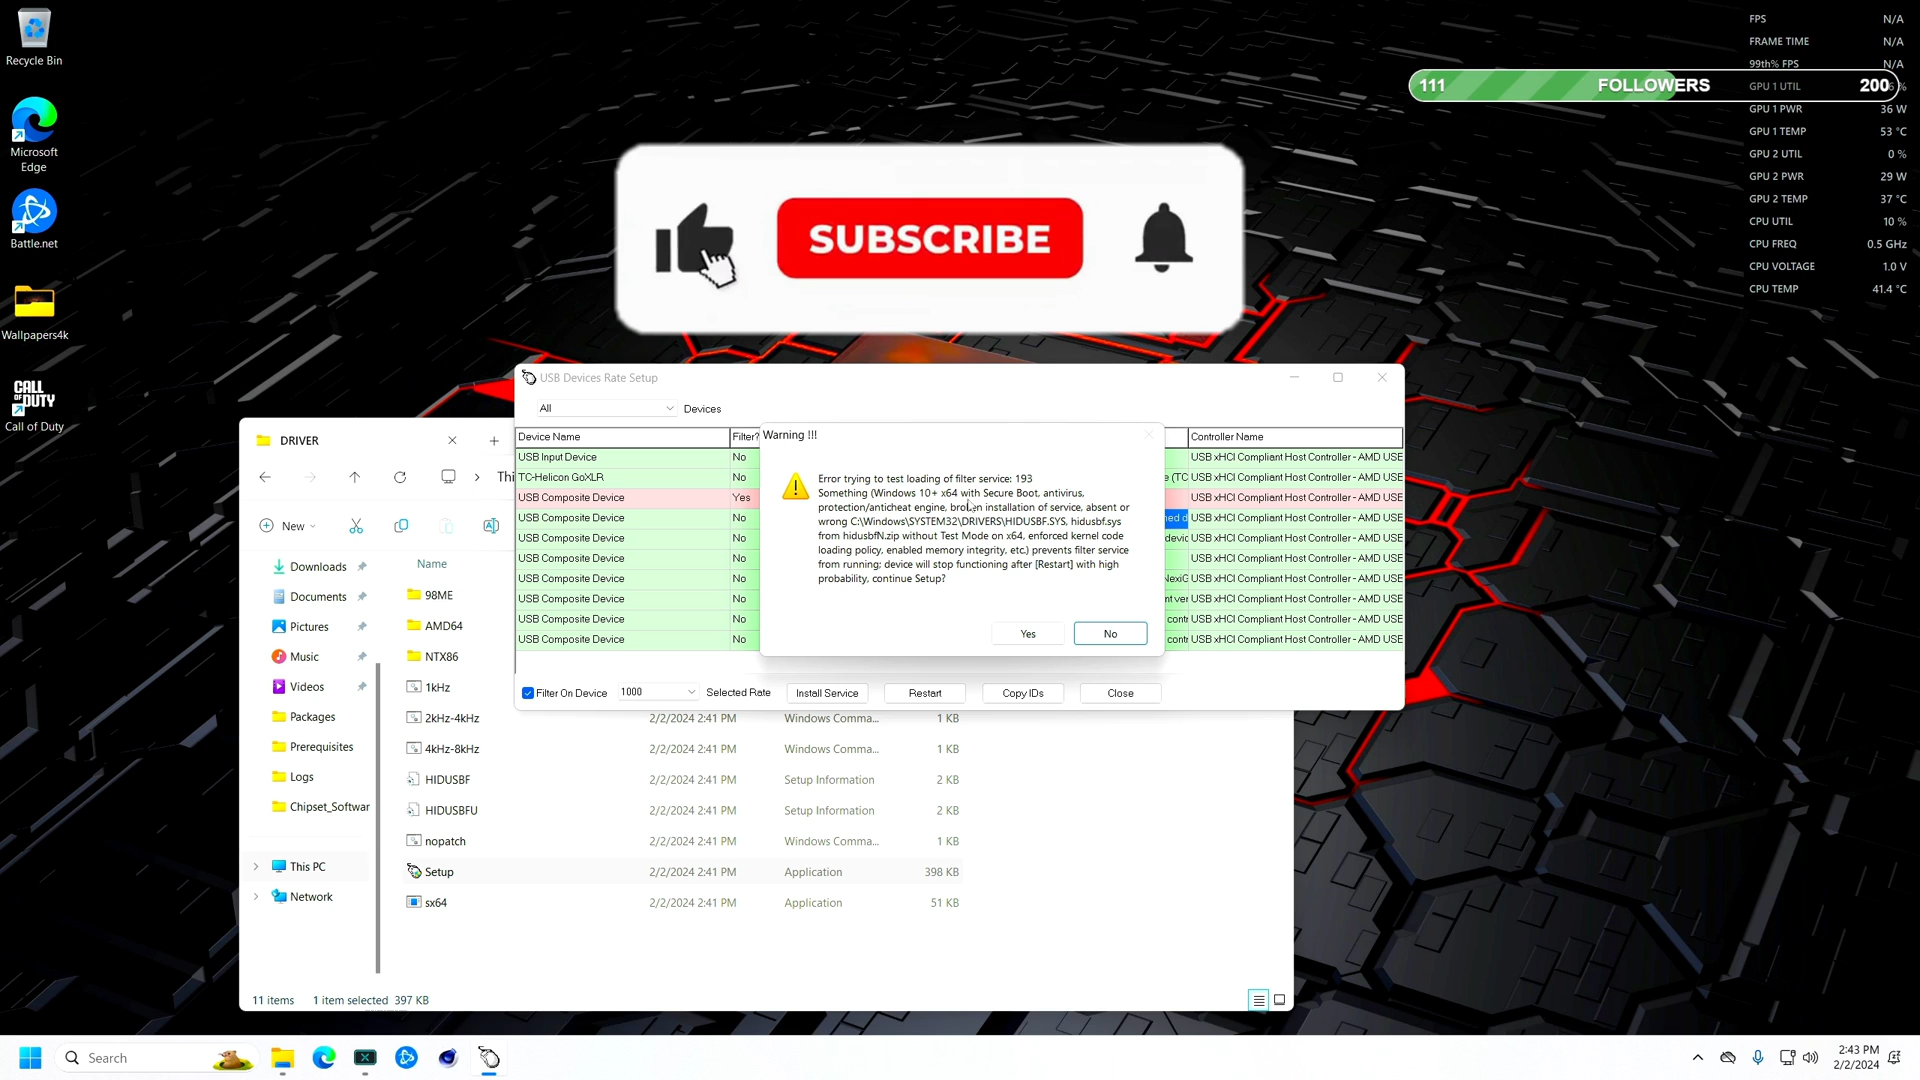 Recycle Bin
Microsoft
Edge
Battle.net
Wallpapers4k
CALL OF DUTY
Call of Duty
FPS N/A
FRAME TIME N/A
99th% FPS N/A
111 FOLLOWERS 200
GPU 1 UTIL %
GPU 1 PWR 36 W
GPU 1 TEMP 53 °C
GPU 2 UTIL 0 %
GPU 2 PWR 29 W
GPU 2 TEMP 37 °C
CPU UTIL 10 %
CPU FREQ 0.5 GHz
CPU VOLTAGE 1.0 V
CPU TEMP 41.4 °C
SUBSCRIBE
USB Devices Rate Setup
All Devices
Device Name Filter? Controller Name
USB Input Device No USB xHCI Compliant Host Controller - AMD USE
TC-Helicon GoXLR No e (TC USB xHCI Compliant Host Controller - AMD USE
USB Composite Device Yes USB xHCI Compliant Host Controller - AMD USE
USB Composite Device No ned d USB xHCI Compliant Host Controller - AMD USE
USB Composite Device No devic USB xHCI Compliant Host Controller - AMD USE
USB Composite Device No USB xHCI Compliant Host Controller - AMD USE
USB Composite Device No NexiG USB xHCI Compliant Host Controller - AMD USE
USB Composite Device No nt ver USB xHCI Compliant Host Controller - AMD USE
USB Composite Device No contr USB xHCI Compliant Host Controller - AMD USE
USB Composite Device No contr USB xHCI Compliant Host Controller - AMD USE
Warning !!!
Error trying to test loading of filter service: 193
Something (Windows 10+ x64 with Secure Boot, antivirus,
protection/anticheat engine, broken installation of service, absent or
wrong C:\Windows\SYSTEM32\DRIVERS\HIDUSBF.SYS, hidusbf.sys
from hidusbfN.zip without Test Mode on x64, enforced kernel code
loading policy, enabled memory integrity, etc.) prevents filter service
from running; device will stop functioning after [Restart] with high
probability, continue Setup?
Yes No
Filter On Device 1000 Selected Rate Install Service Restart Copy IDs Close
DRIVER
Thi
New
Downloads
Documents
Pictures
Music
Videos
Packages
Prerequisites
Logs
Chipset_Softwar
This PC
Network
Name
98ME
AMD64
NTX86
1kHz
2kHz-4kHz 2/2/2024 2:41 PM Windows Comma... 1 KB
4kHz-8kHz 2/2/2024 2:41 PM Windows Comma... 1 KB
HIDUSBF 2/2/2024 2:41 PM Setup Information 2 KB
HIDUSBFU 2/2/2024 2:41 PM Setup Information 2 KB
nopatch 2/2/2024 2:41 PM Windows Comma... 1 KB
Setup 2/2/2024 2:41 PM Application 398 KB
sx64 2/2/2024 2:41 PM Application 51 KB
11 items 1 item selected 397 KB
Search
2:43 PM
2/2/2024